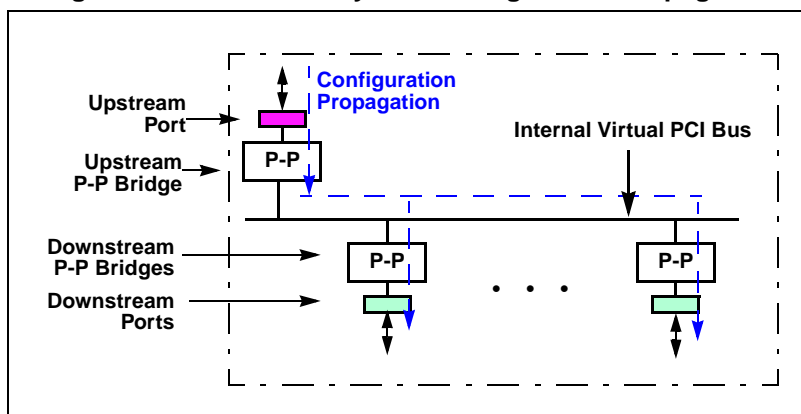 Configuration
Propagation
Upstream
Port
Internal Virtual PCI Bus
Upstream
P-P Bridge
P-P
Downstream
P-P Bridges
P-P
P-P
. . .
Downstream
Ports